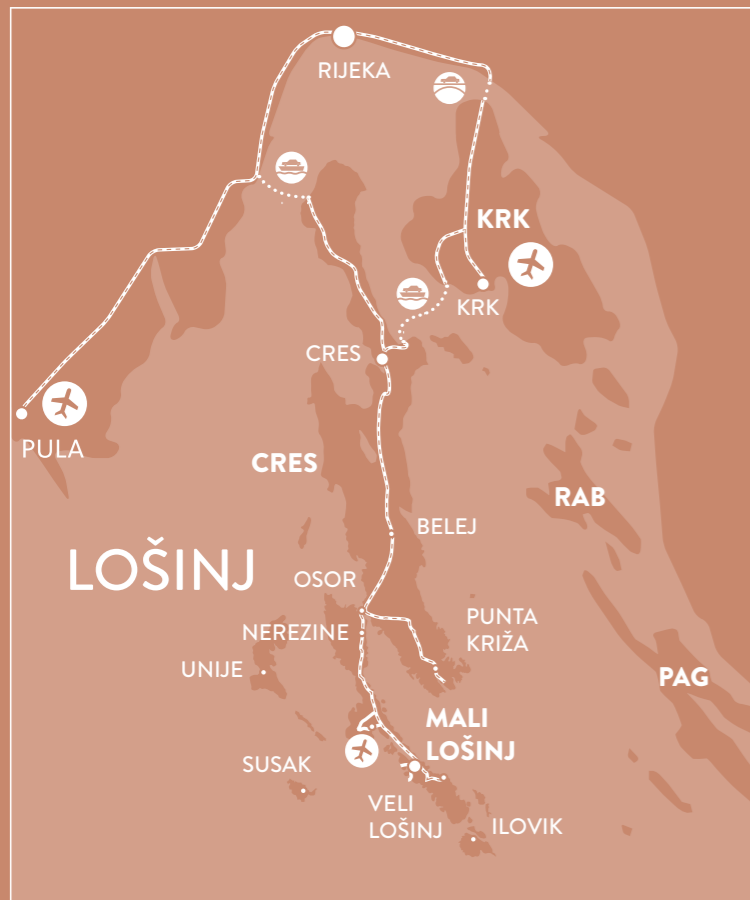 RIJEKA
KRK
KRK
CRES
PULA
CRES
RAB
BELEJ
LOŠINJ
OSOR
PUNTA
KRIŽA
NEREZINE
UNIJE
PAG
MALI
LOŠINJ
SUSAK
VELI
LOŠINJ
ILOVIK